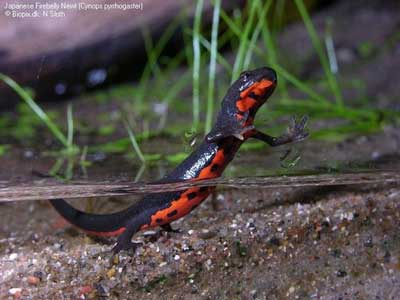 Japanese Firebelly Newt (Cynops pyrrhogaster)
© Biopix.dk: N Sloth